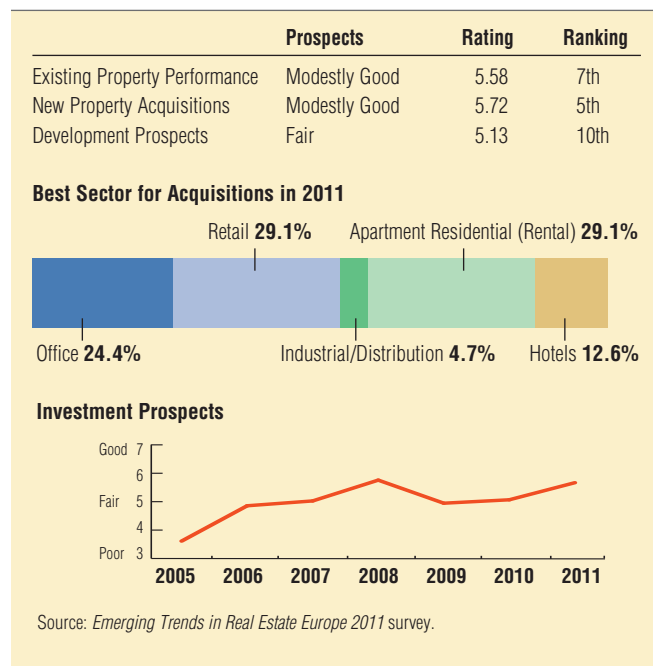 Prospects Rating Ranking
Existing Property Performance Modestly Good 5.58 7th
New Property Acquisitions Modestly Good 5.72 5th
Development Prospects Fair 5.13 10th
Best Sector for Acquisitions in 2011
Retail 29.1% Apartment Residential (Rental) 29.1%
Office 24.4% Industrial/Distribution 4.7% Hotels 12.6%
Investment Prospects
Good 7
6
Fair 5
4
Poor 3
2005 2006 2007 2008 2009 2010 2011
Source: Emerging Trends in Real Estate Europe 2011 survey.